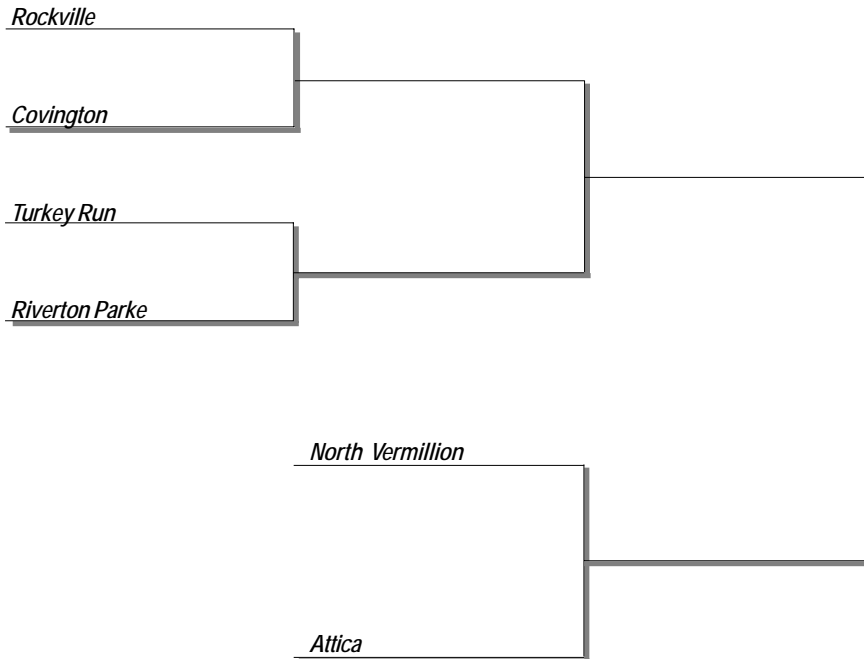 Rockville
Covington
Turkey Run
Riverton Parke
North Vermillion
Attica